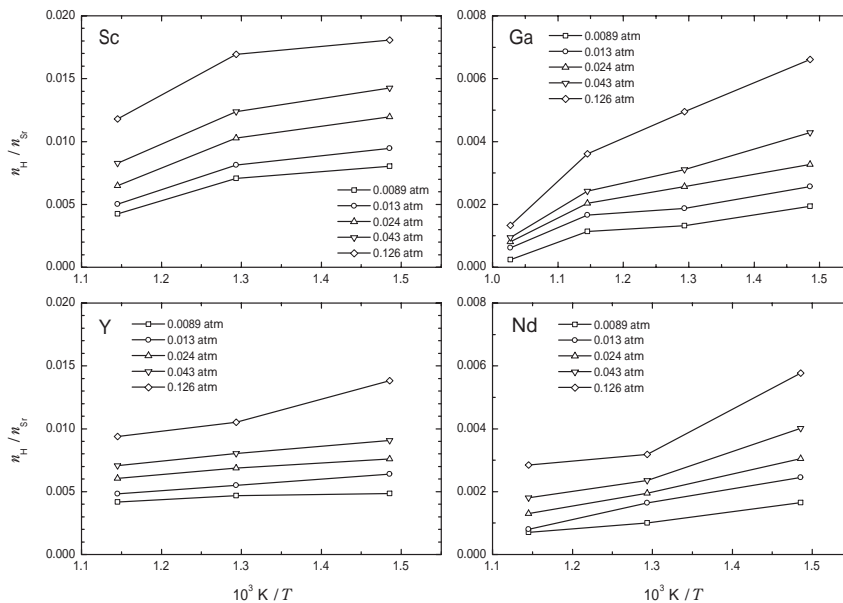 Sc
0.020
0.015
0.010
0.005
0.000
1.1 1.2 1.3 1.4 1.5
n_H / n_Sr
0.0089 atm
0.013 atm
0.024 atm
0.043 atm
0.126 atm
Ga
0.008
0.006
0.004
0.002
0.000
1.0 1.1 1.2 1.3 1.4 1.5
0.0089 atm
0.013 atm
0.024 atm
0.043 atm
0.126 atm
Y
0.020
0.015
0.010
0.005
0.000
1.1 1.2 1.3 1.4 1.5
n_H / n_Sr
10³ K / T
0.0089 atm
0.013 atm
0.024 atm
0.043 atm
0.126 atm
Nd
0.008
0.006
0.004
0.002
0.000
1.1 1.2 1.3 1.4 1.5
10³ K / T
0.0089 atm
0.013 atm
0.024 atm
0.043 atm
0.126 atm